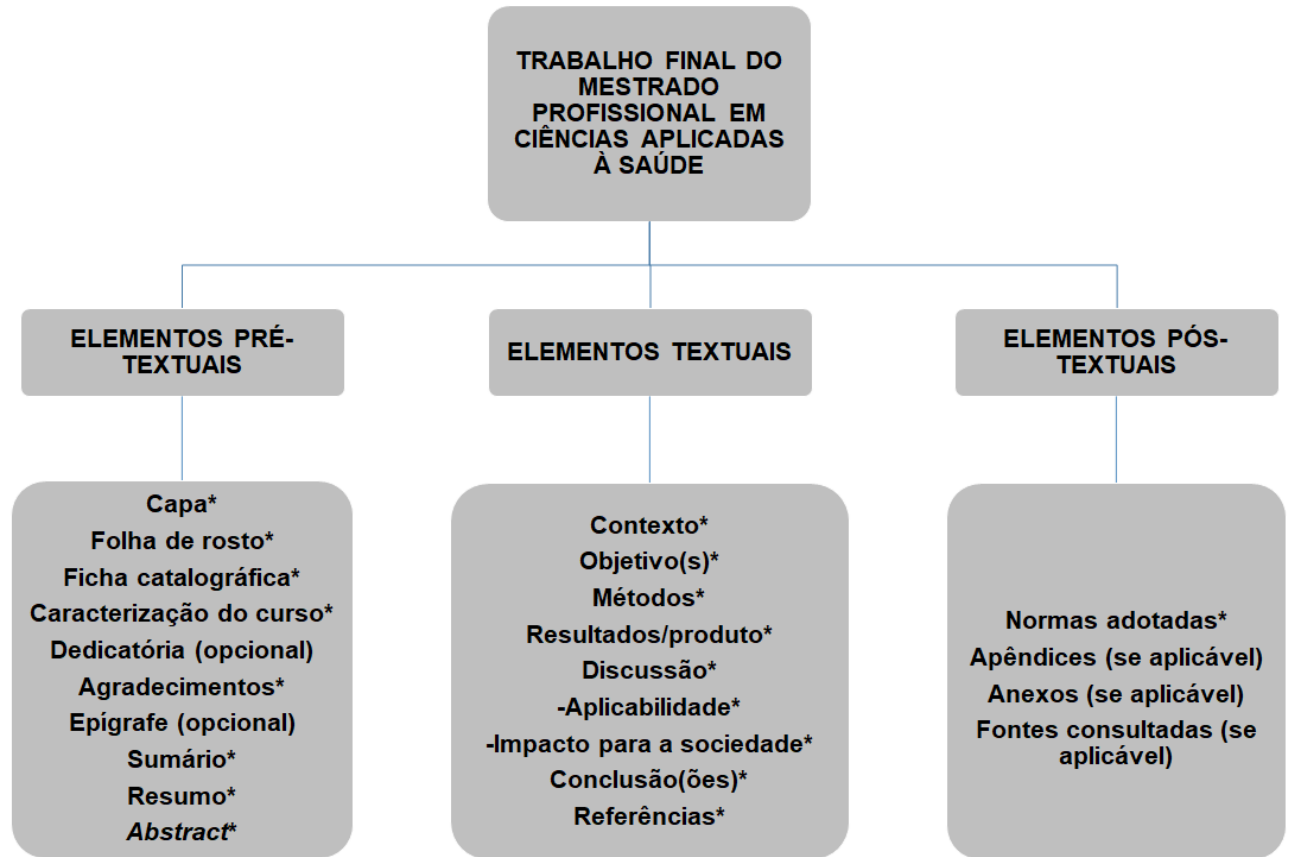 TRABALHO FINAL DO
MESTRADO
PROFISSIONAL EM
CIÊNCIAS APLICADAS
À SAÚDE
ELEMENTOS PRÉ-
TEXTUAIS
Capa*
Folha de rosto*
Ficha catalográfica*
Caracterização do curso*
Dedicatória (opcional)
Agradecimentos*
Epígrafe (opcional)
Sumário*
Resumo*
Abstract*
ELEMENTOS TEXTUAIS
Contexto*
Objetivo(s)*
Métodos*
Resultados/produto*
Discussão*
-Aplicabilidade*
-Impacto para a sociedade*
Conclusão(ões)*
Referências*
ELEMENTOS PÓS-
TEXTUAIS
Normas adotadas*
Apêndices (se aplicável)
Anexos (se aplicável)
Fontes consultadas (se
aplicável)